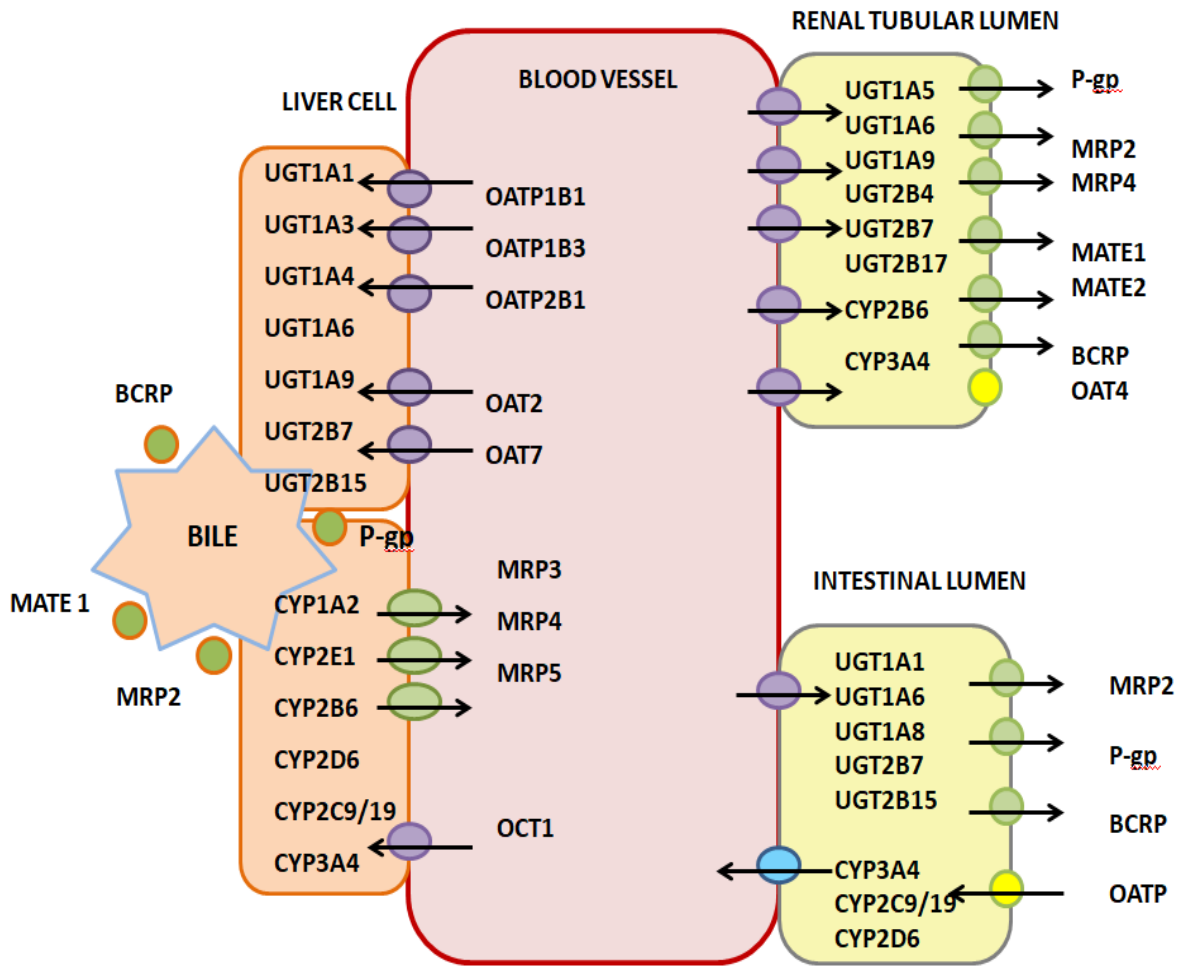 RENAL TUBULAR LUMEN
BLOOD VESSEL
LIVER CELL
UGT1A1
UGT1A3
UGT1A4
UGT1A6
UGT1A9
UGT2B7
UGT2B15
OATP1B1
OATP1B3
OATP2B1
OAT2
OAT7
UGT1A5
UGT1A6
UGT1A9
UGT2B4
UGT2B7
UGT2B17
CYP2B6
CYP3A4
P-gp
MRP2
MRP4
MATE1
MATE2
BCRP
OAT4
BCRP
BILE
P-gp
MATE 1
MRP2
CYP1A2
CYP2E1
CYP2B6
CYP2D6
CYP2C9/19
CYP3A4
MRP3
MRP4
MRP5
OCT1
INTESTINAL LUMEN
UGT1A1
UGT1A6
UGT1A8
UGT2B7
UGT2B15
CYP3A4
CYP2C9/19
CYP2D6
MRP2
P-gp
BCRP
OATP